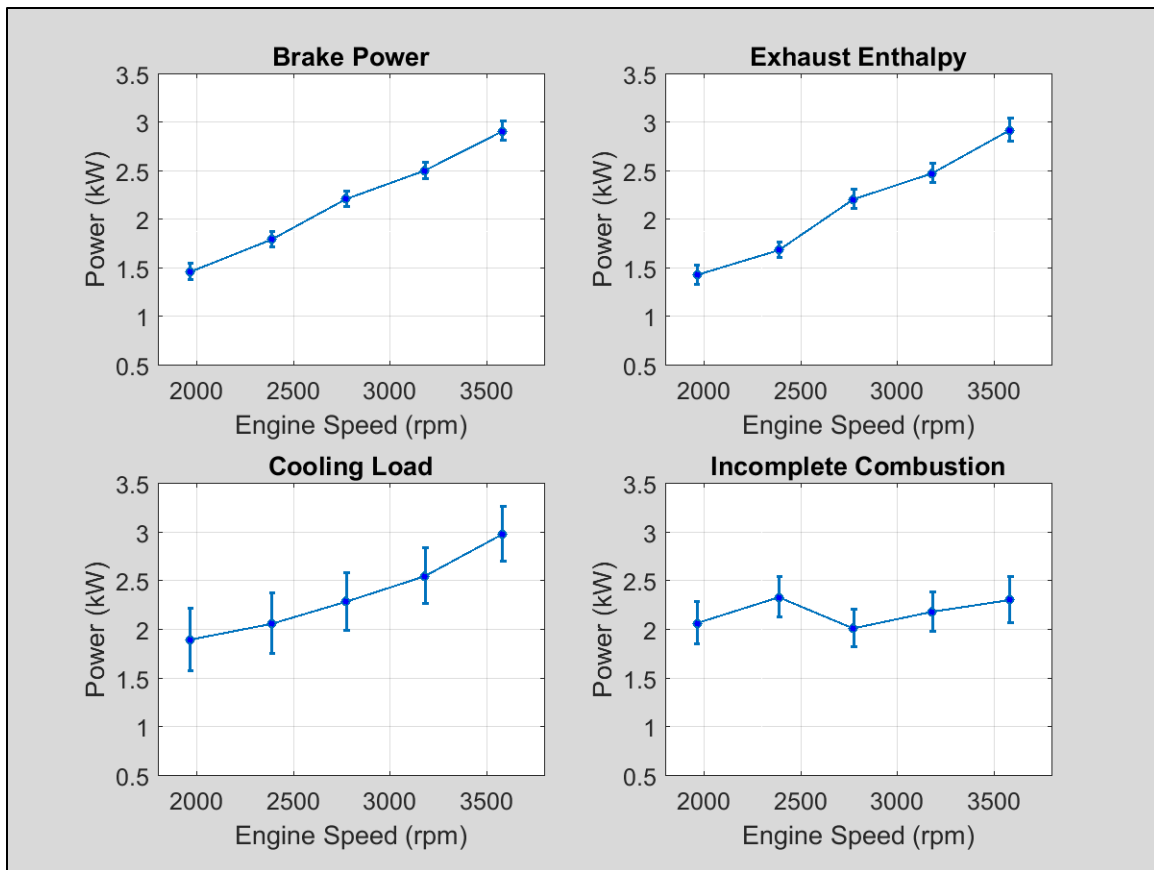 Brake Power
3.5
3
2.5
2
1.5
1
0.5
Power (kW)
2000 2500 3000 3500
Engine Speed (rpm)
Exhaust Enthalpy
3.5
3
2.5
2
1.5
1
0.5
Power (kW)
2000 2500 3000 3500
Engine Speed (rpm)
Cooling Load
3.5
3
2.5
2
1.5
1
0.5
Power (kW)
2000 2500 3000 3500
Engine Speed (rpm)
Incomplete Combustion
3.5
3
2.5
2
1.5
1
0.5
Power (kW)
2000 2500 3000 3500
Engine Speed (rpm)